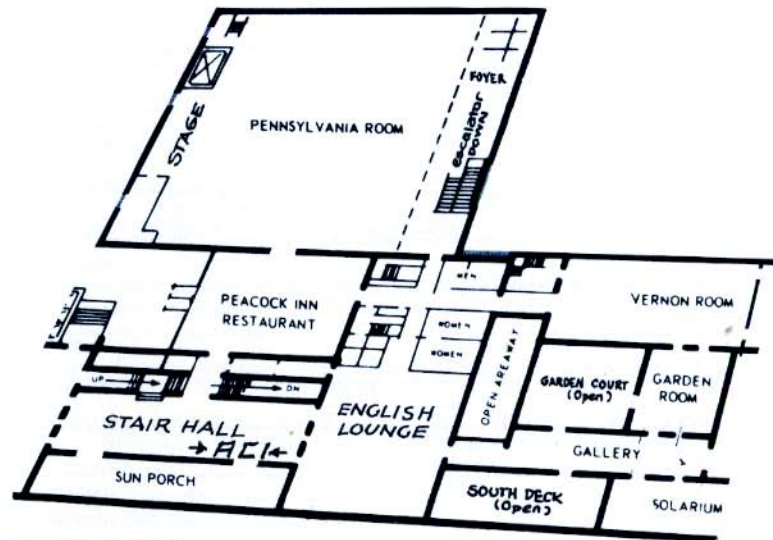 FOYER
escalator
DOWN
STAGE
PENNSYLVANIA ROOM
MEN
VERNON ROOM
PEACOCK INN
RESTAURANT
WOMEN
WOMEN
OPEN AREAWAY
GARDEN COURT
(Open)
GARDEN
ROOM
UP
DN
STAIR HALL
→ACI←
ENGLISH
LOUNGE
GALLERY
SUN PORCH
SOUTH DECK
(Open)
SOLARIUM